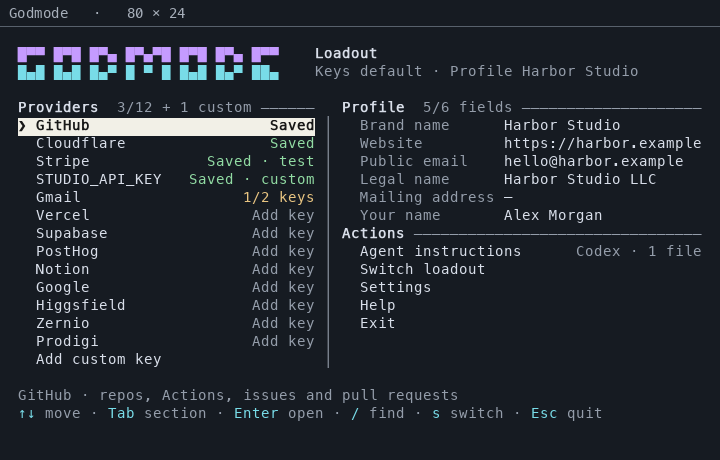 Godmode · 80 × 24
GODMODE
Loadout
Keys default · Profile Harbor Studio
Providers 3/12 + 1 custom
❯ GitHub Saved
Cloudflare Saved
Stripe Saved · test
STUDIO_API_KEY Saved · custom
Gmail 1/2 keys
Vercel Add key
Supabase Add key
PostHog Add key
Notion Add key
Google Add key
Higgsfield Add key
Zernio Add key
Prodigi Add key
Add custom key
Profile 5/6 fields
Brand name Harbor Studio
Website https://harbor.example
Public email hello@harbor.example
Legal name Harbor Studio LLC
Mailing address —
Your name Alex Morgan
Actions
Agent instructions Codex · 1 file
Switch loadout
Settings
Help
Exit
GitHub · repos, Actions, issues and pull requests
↑↓ move · Tab section · Enter open · / find · s switch · Esc quit